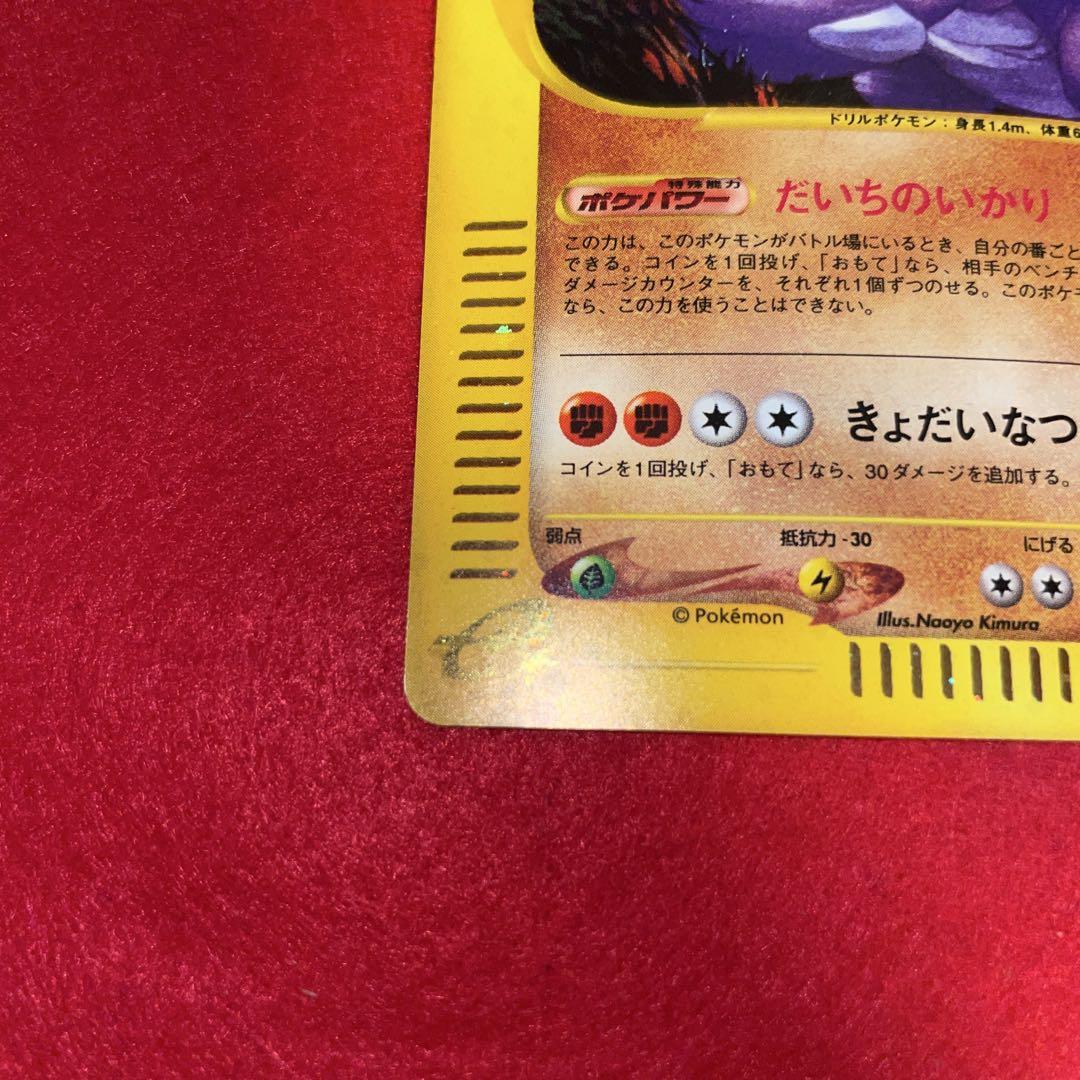 ドリルポケモン：身長1.4m、体重6
特殊能力
ポケパワー だいちのいかり
この力は、このポケモンがバトル場にいるとき、自分の番ごと
できる。コインを1回投げ、「おもて」なら、相手のベンチ
ダメージカウンターを、それぞれ1個ずつのせる。このポケモ
なら、この力を使うことはできない。
きょだいなつ
コインを1回投げ、「おもて」なら、30ダメージを追加する。
弱点 抵抗力 -30 にげる
© Pokémon Illus.Naoyo Kimura